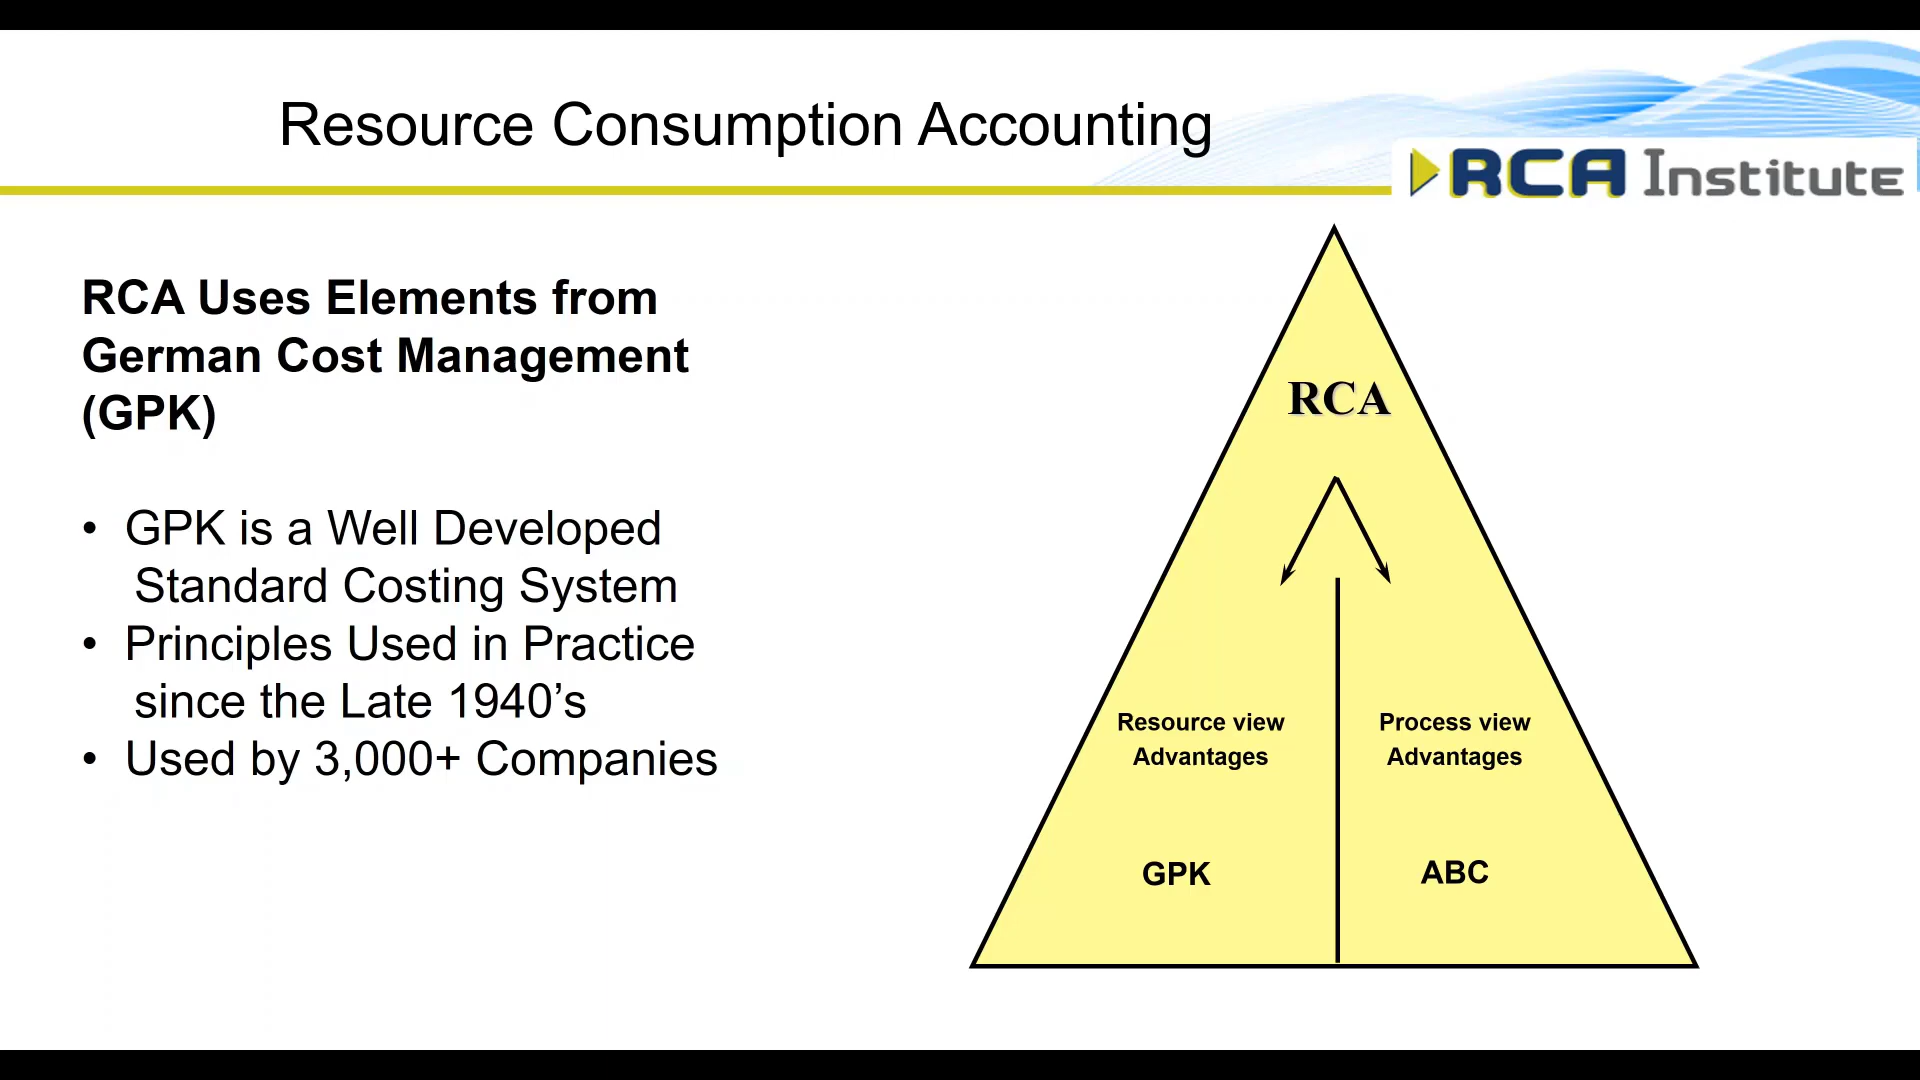 Resource Consumption Accounting
RCA Institute
RCA Uses Elements from
German Cost Management
(GPK)
• GPK is a Well Developed
Standard Costing System
• Principles Used in Practice
since the Late 1940’s
• Used by 3,000+ Companies
RCA
Resource view
Advantages
GPK
Process view
Advantages
ABC